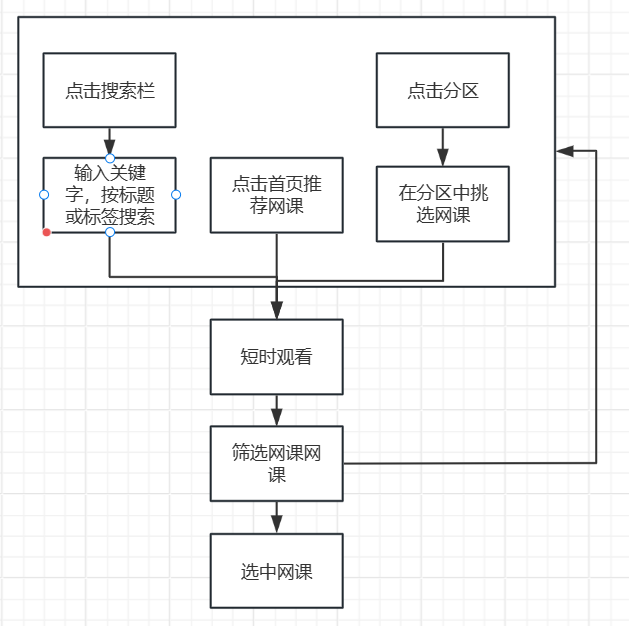 点击搜索栏
点击分区
输入关键
字，按标题
或标签搜索
点击首页推
荐网课
在分区中挑
选网课
短时观看
筛选网课网
课
选中网课